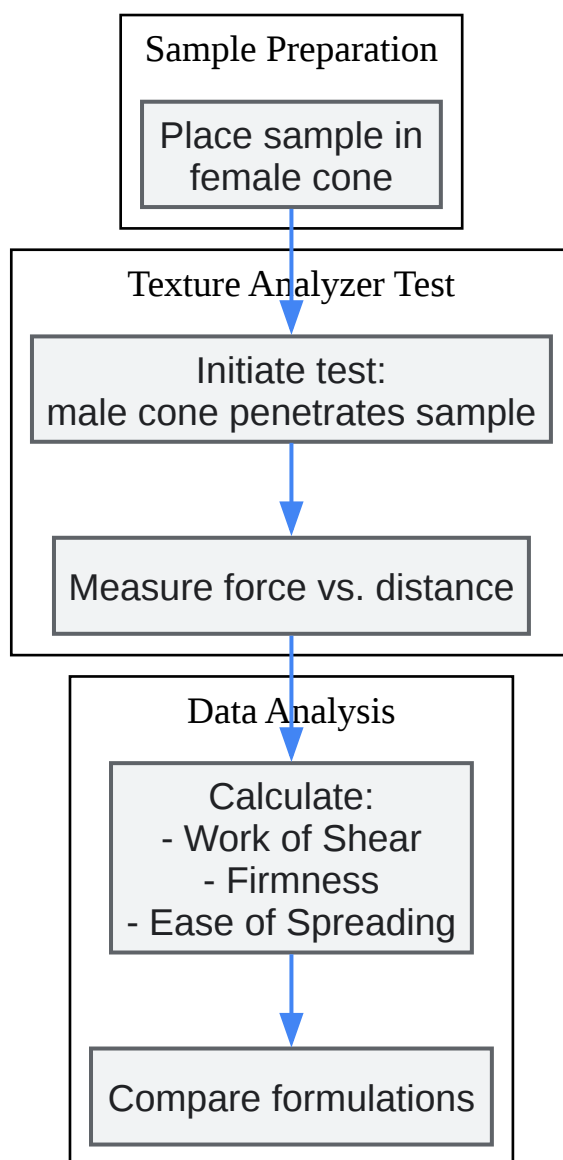 Sample Preparation
Place sample in
female cone
Texture Analyzer Test
Initiate test:
male cone penetrates sample
Measure force vs. distance
Data Analysis
Calculate:
- Work of Shear
- Firmness
- Ease of Spreading
Compare formulations